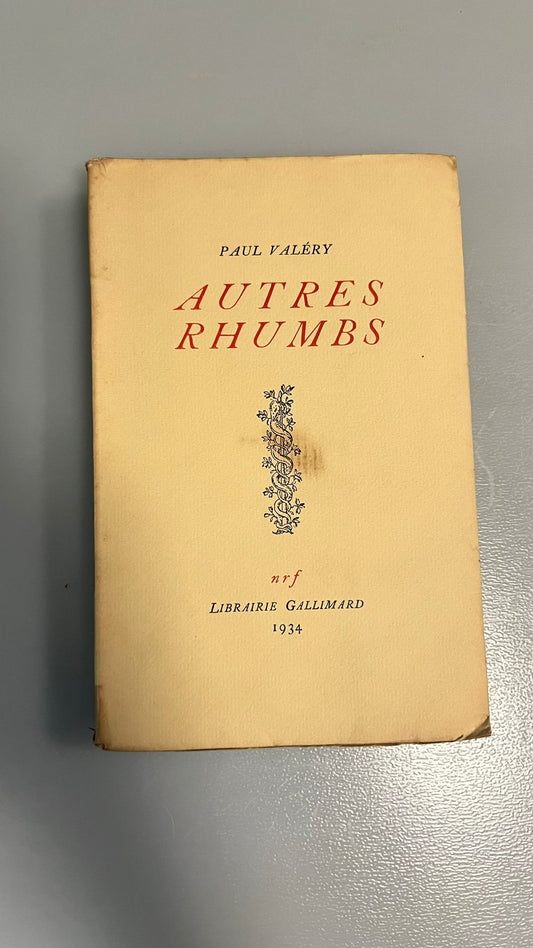 PAUL VALÉRY
AUTRES
RHUMBS
nrf
LIBRAIRIE GALLIMARD
1934